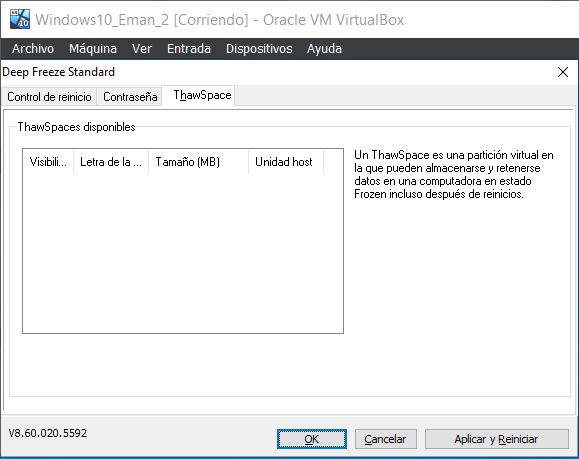 Windows10_Eman_2 [Corriendo] - Oracle VM VirtualBox
Archivo Máquina Ver Entrada Dispositivos Ayuda
Deep Freeze Standard
Control de reinicio Contraseña ThawSpace
ThawSpaces disponibles
Visibili... Letra de la ... Tamaño (MB) Unidad host
Un ThawSpace es una partición virtual en
la que pueden almacenarse y retenerse
datos en una computadora en estado
Frozen incluso después de reinicios.
V8.60.020.5592
OK Cancelar Aplicar y Reiniciar